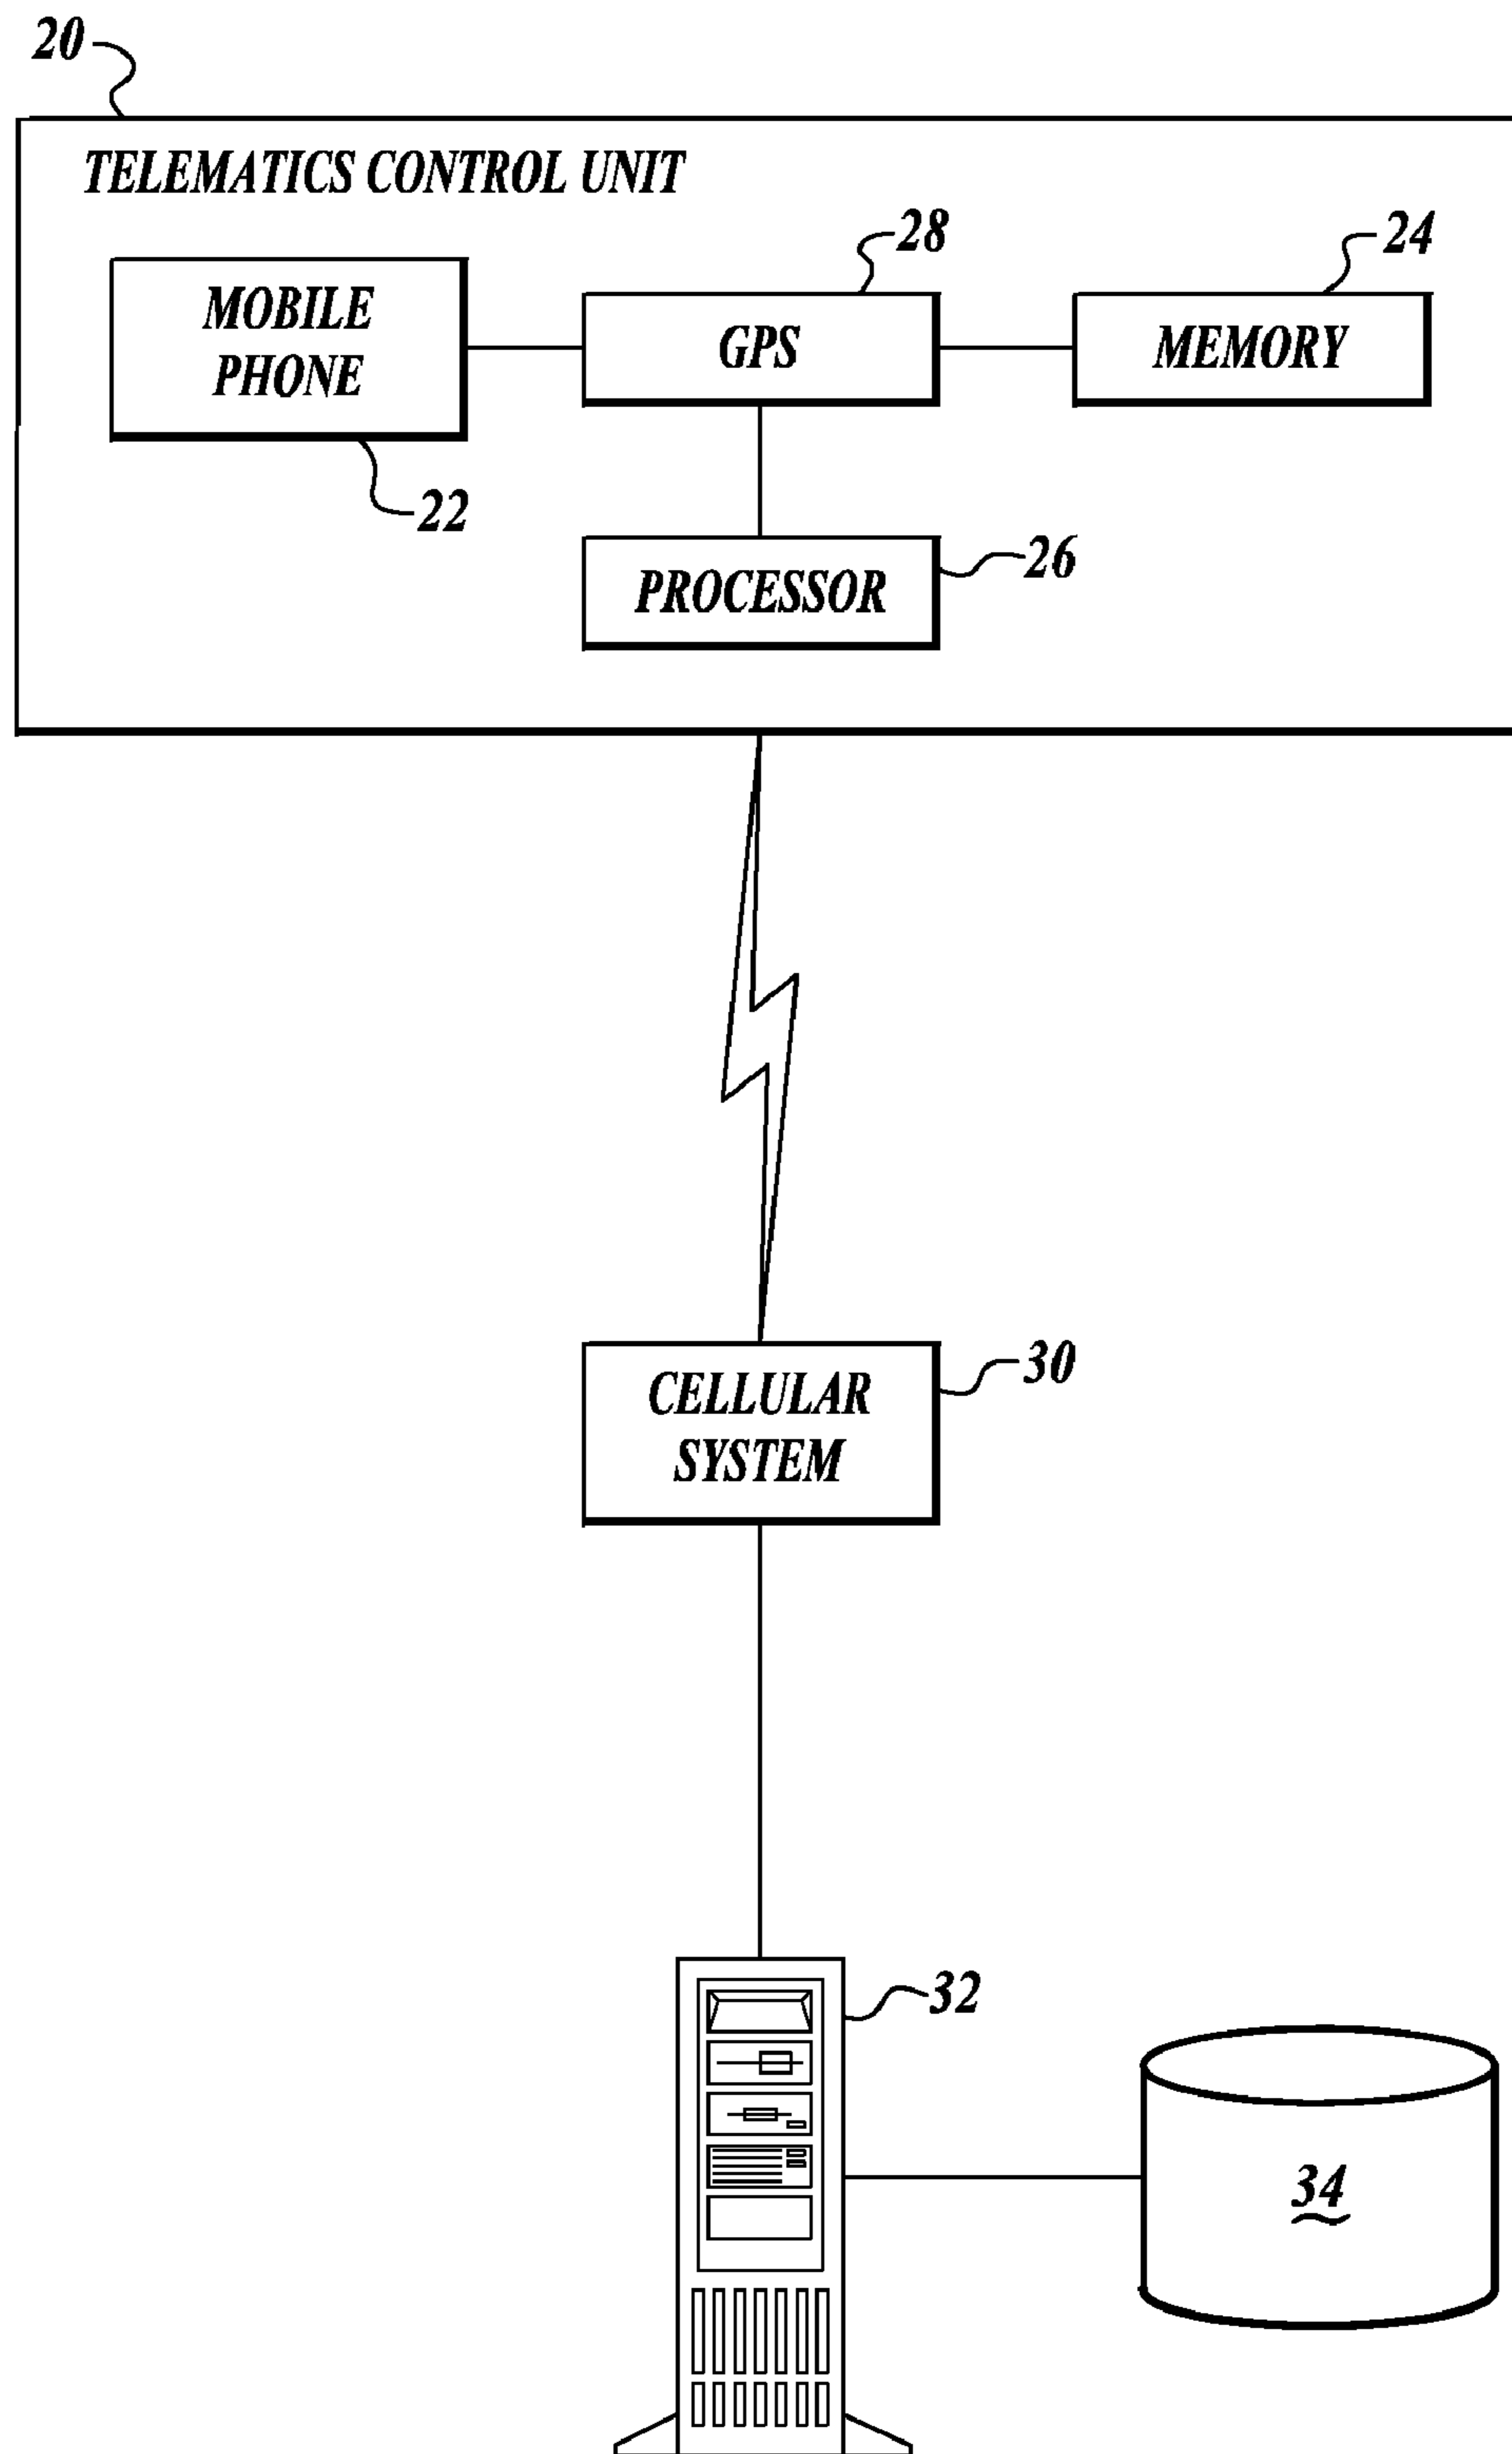 20
TELEMATICS CONTROL UNIT
28
24
MOBILE
PHONE
GPS
MEMORY
22
26
PROCESSOR
30
CELLULAR
SYSTEM
32
34